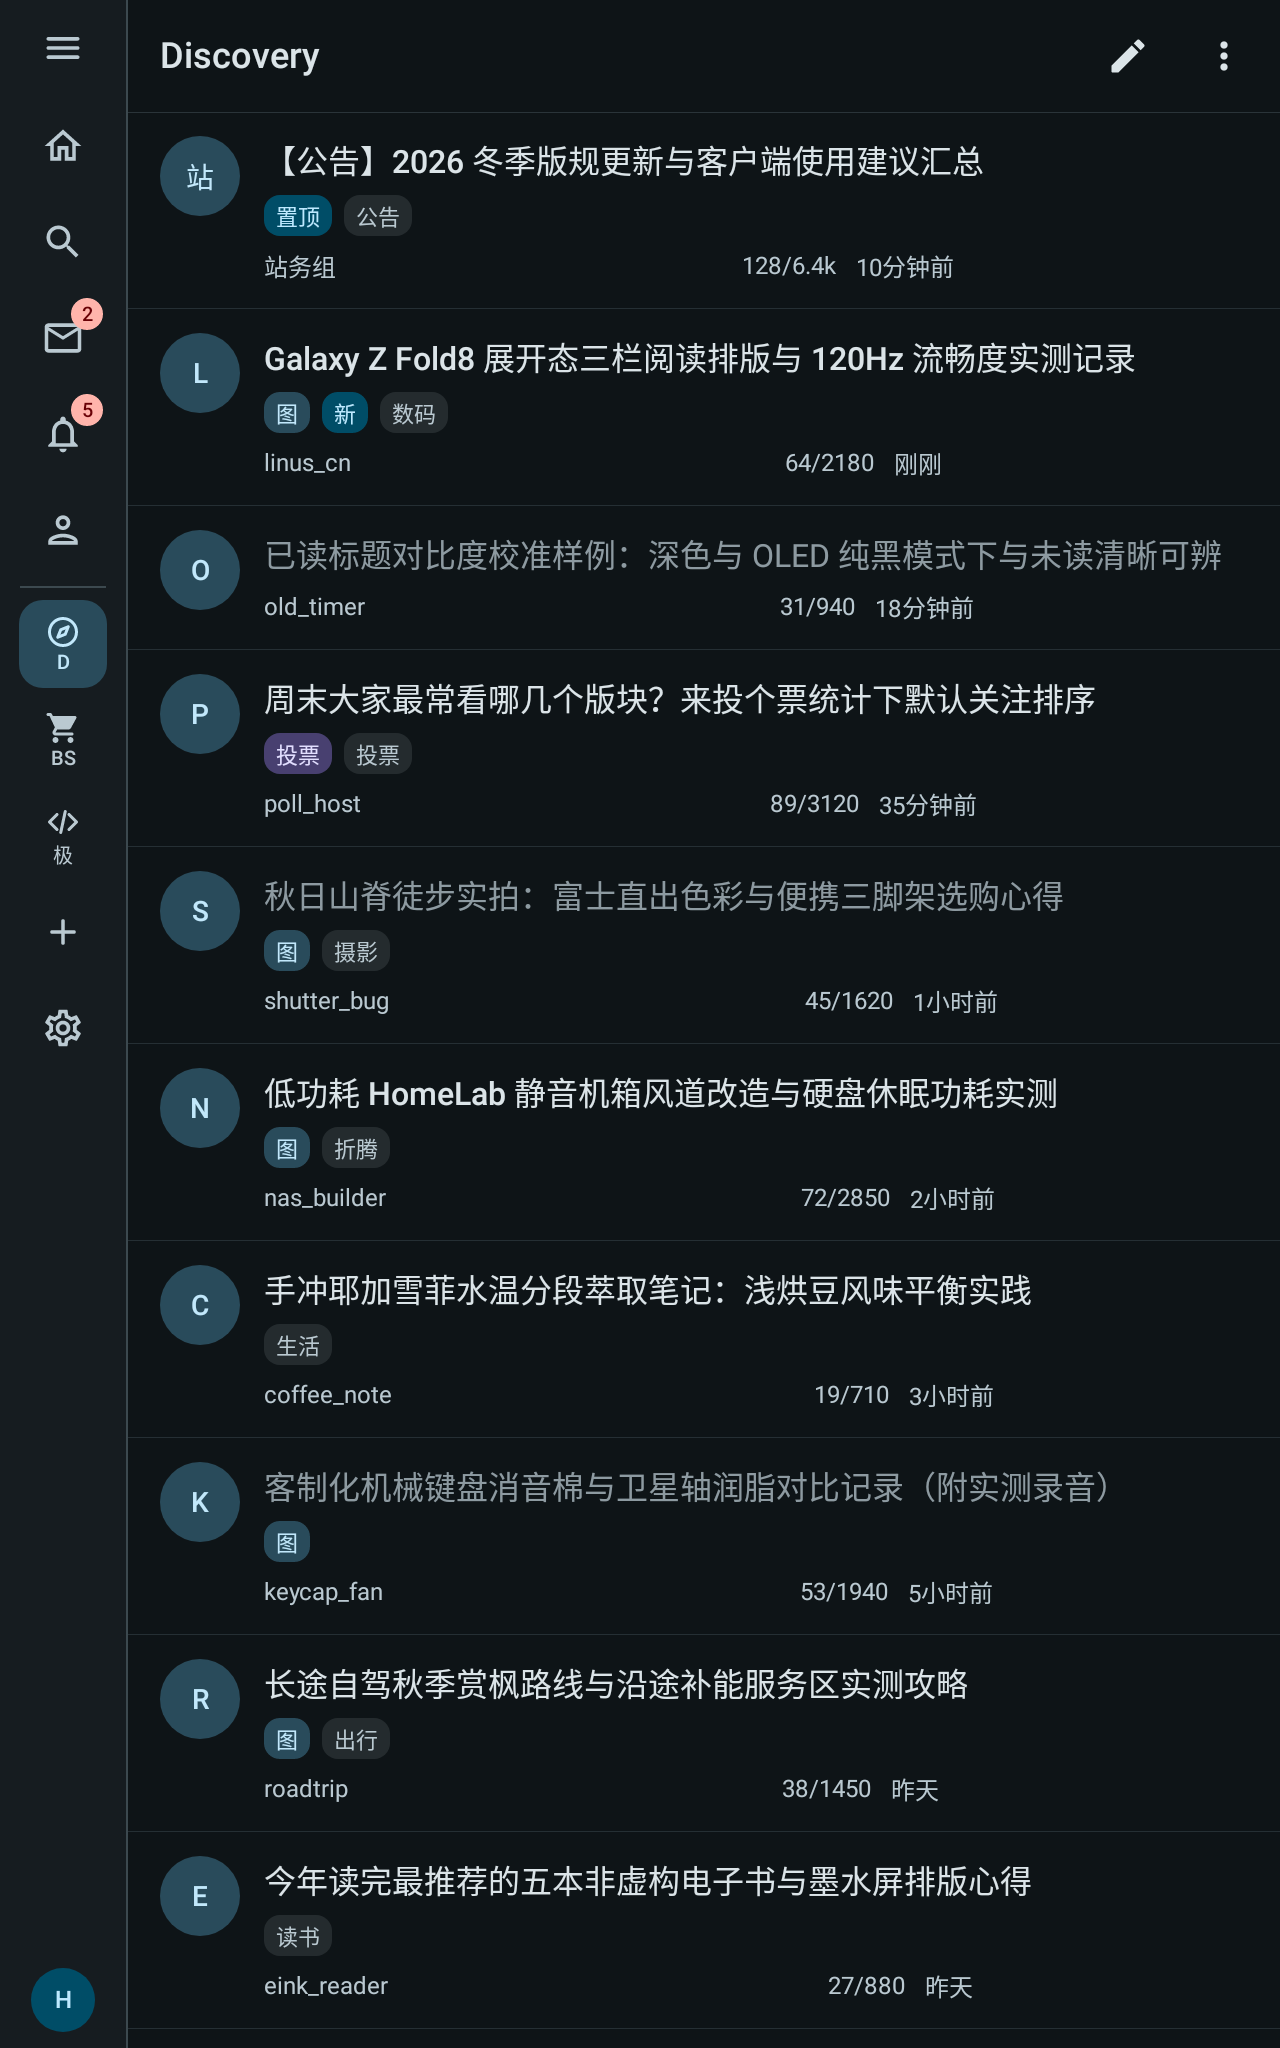 Discovery
2
5
D
BS
极
H
站
【公告】2026 冬季版规更新与客户端使用建议汇总
置顶 公告
站务组 128/6.4k 10分钟前
L
Galaxy Z Fold8 展开态三栏阅读排版与 120Hz 流畅度实测记录
图 新 数码
linus_cn 64/2180 刚刚
O
已读标题对比度校准样例：深色与 OLED 纯黑模式下与未读清晰可辨
old_timer 31/940 18分钟前
P
周末大家最常看哪几个版块？来投个票统计下默认关注排序
投票 投票
poll_host 89/3120 35分钟前
S
秋日山脊徒步实拍：富士直出色彩与便携三脚架选购心得
图 摄影
shutter_bug 45/1620 1小时前
N
低功耗 HomeLab 静音机箱风道改造与硬盘休眠功耗实测
图 折腾
nas_builder 72/2850 2小时前
C
手冲耶加雪菲水温分段萃取笔记：浅烘豆风味平衡实践
生活
coffee_note 19/710 3小时前
K
客制化机械键盘消音棉与卫星轴润脂对比记录（附实测录音）
图
keycap_fan 53/1940 5小时前
R
长途自驾秋季赏枫路线与沿途补能服务区实测攻略
图 出行
roadtrip 38/1450 昨天
E
今年读完最推荐的五本非虚构电子书与墨水屏排版心得
读书
eink_reader 27/880 昨天